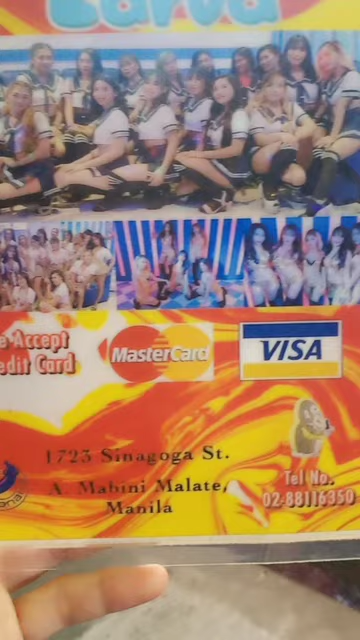 e Accept
edit Card
MasterCard
VISA
1723 Sinagoga St.
A. Mabini Malate,
Manila
Tel No.
02-88116350